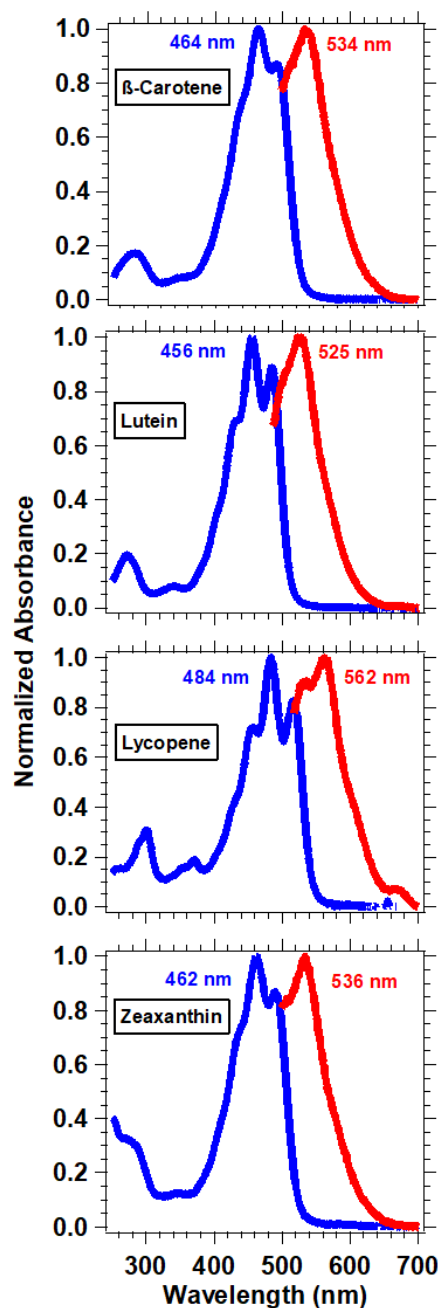 1.0
464 nm
534 nm
0.8
ß-Carotene
0.6
0.4
0.2
0.0
1.0
456 nm
525 nm
0.8
Lutein
0.6
0.4
0.2
0.0
Normalized Absorbance
1.0
484 nm
562 nm
0.8
Lycopene
0.6
0.4
0.2
0.0
1.0
462 nm
536 nm
0.8
Zeaxanthin
0.6
0.4
0.2
0.0
300 400 500 600 700
Wavelength (nm)